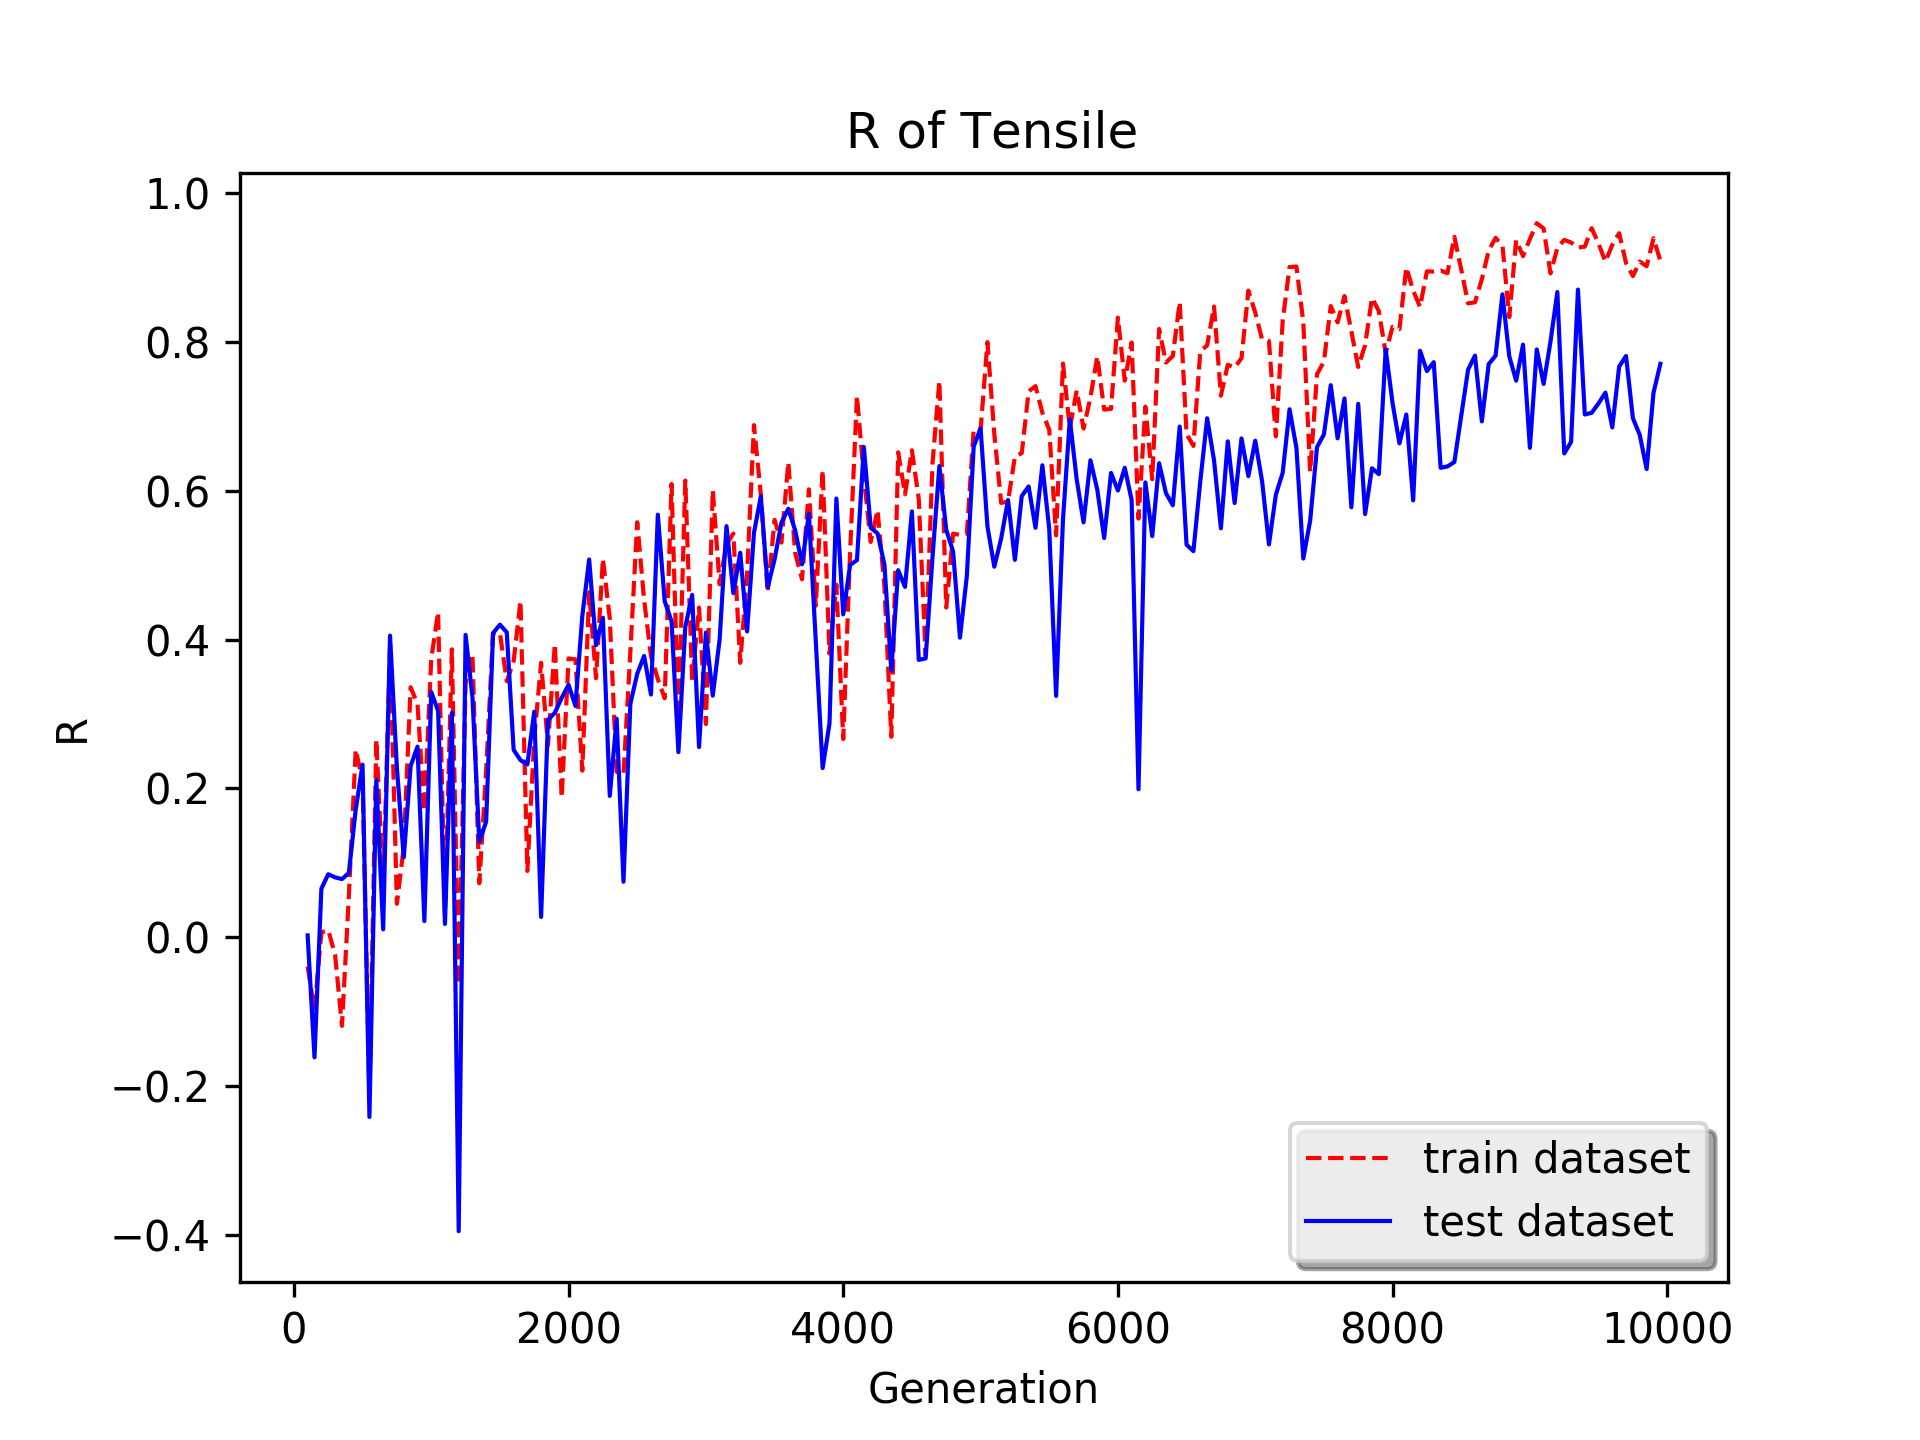 R of Tensile
1.0
0.8
0.6
0.4
0.2
0.0
−0.2
−0.4
R
0 2000 4000 6000 8000 10000
Generation
train dataset
test dataset